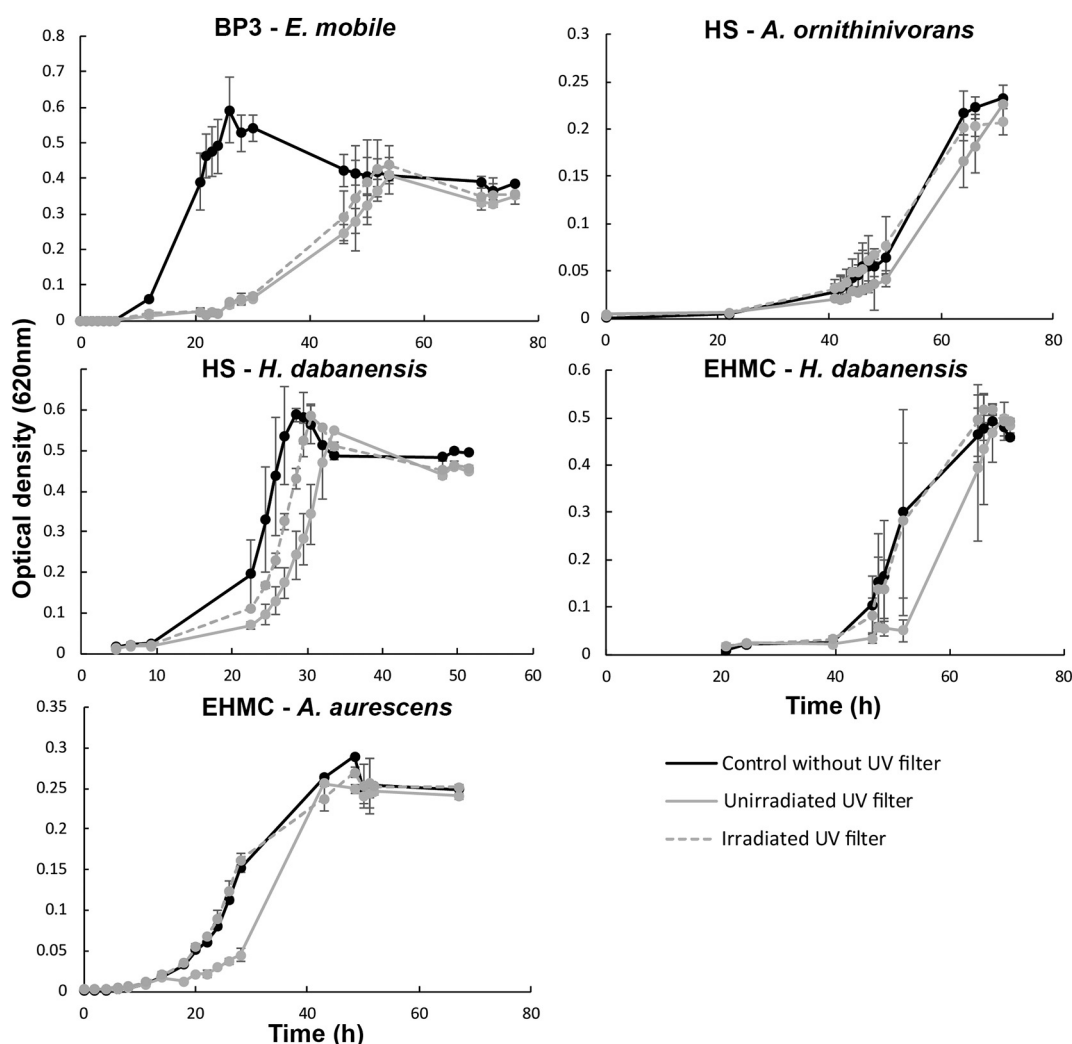 BP3 - E. mobile
0.8
0.7
0.6
0.5
0.4
0.3
0.2
0.1
0
0 20 40 60 80
HS - A. ornithinivorans
0.3
0.25
0.2
0.15
0.1
0.05
0
0 20 40 60 80
Optical density (620nm)
HS - H. dabanensis
0.6
0.5
0.4
0.3
0.2
0.1
0
0 10 20 30 40 50 60
EHMC - H. dabanensis
0.6
0.5
0.4
0.3
0.2
0.1
0
0 20 40 60 80
Time (h)
EHMC - A. aurescens
0.35
0.3
0.25
0.2
0.15
0.1
0.05
0
0 20 40 60 80
Time (h)
Control without UV filter
Unirradiated UV filter
Irradiated UV filter